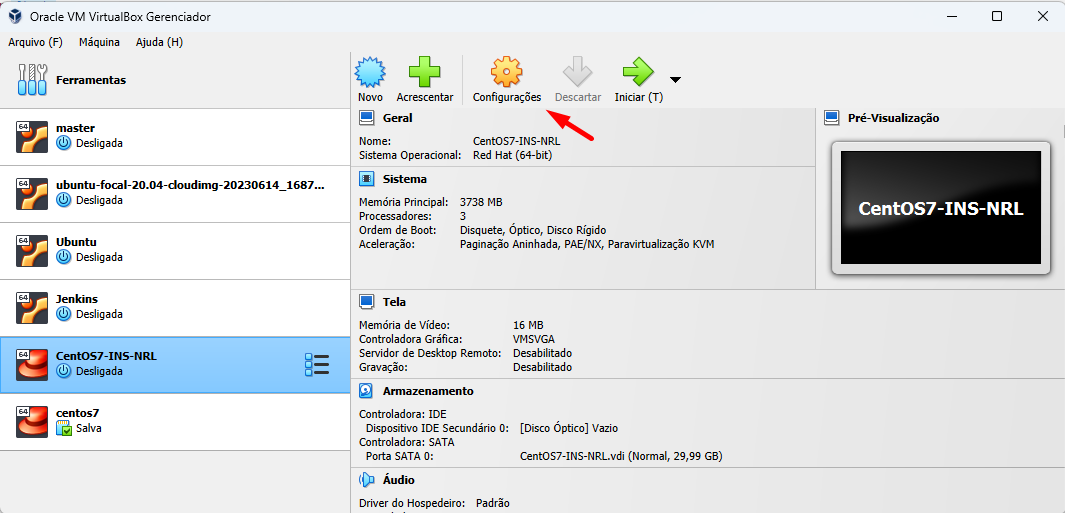 Oracle VM VirtualBox Gerenciador
Arquivo (F) Máquina Ajuda (H)
Ferramentas
64
master
Desligada
64
ubuntu-focal-20.04-cloudimg-20230614_1687...
Desligada
64
Ubuntu
Desligada
64
Jenkins
Desligada
64
CentOS7-INS-NRL
Desligada
64
centos7
Salva
Novo Acrescentar Configurações Descartar Iniciar (T)
Geral
Nome: CentOS7-INS-NRL
Sistema Operacional: Red Hat (64-bit)
Sistema
Memória Principal: 3738 MB
Processadores: 3
Ordem de Boot: Disquete, Óptico, Disco Rígido
Aceleração: Paginação Aninhada, PAE/NX, Paravirtualização KVM
Pré-Visualização
CentOS7-INS-NRL
Tela
Memória de Vídeo: 16 MB
Controladora Gráfica: VMSVGA
Servidor de Desktop Remoto: Desabilitado
Gravação: Desabilitado
Armazenamento
Controladora: IDE
Dispositivo IDE Secundário 0: [Disco Óptico] Vazio
Controladora: SATA
Porta SATA 0: CentOS7-INS-NRL.vdi (Normal, 29,99 GB)
Áudio
Driver do Hospedeiro: Padrão